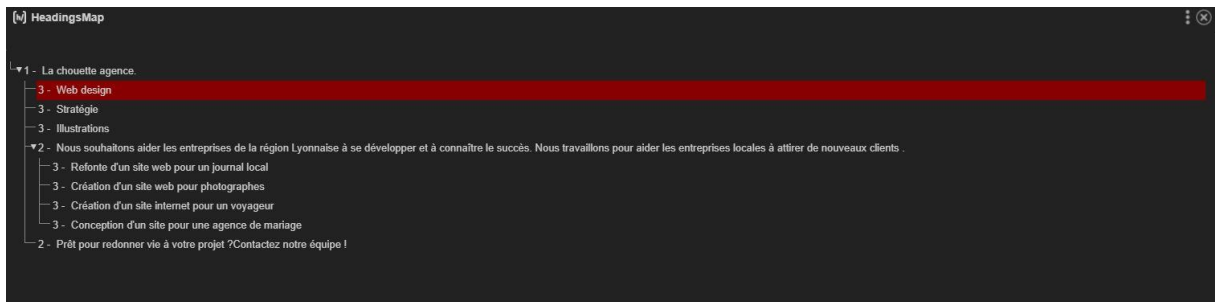 [W] HeadingsMap
1 - La chouette agence.
3 - Web design
3 - Stratégie
3 - Illustrations
2 - Nous souhaitons aider les entreprises de la région Lyonnaise à se développer et à connaître le succès. Nous travaillons pour aider les entreprises locales à attirer de nouveaux clients .
3 - Refonte d'un site web pour un journal local
3 - Création d'un site web pour photographes
3 - Création d'un site internet pour un voyageur
3 - Conception d'un site pour une agence de mariage
2 - Prêt pour redonner vie à votre projet ?Contactez notre équipe !